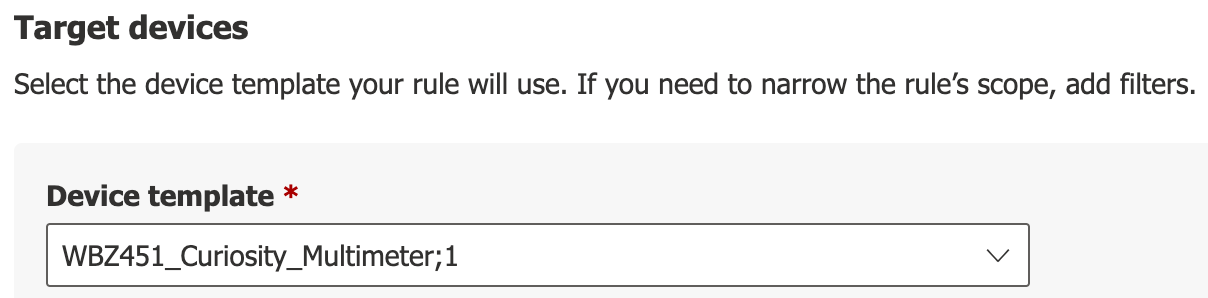 Target devices
Select the device template your rule will use. If you need to narrow the rule’s scope, add filters.
Device template *
WBZ451_Curiosity_Multimeter;1